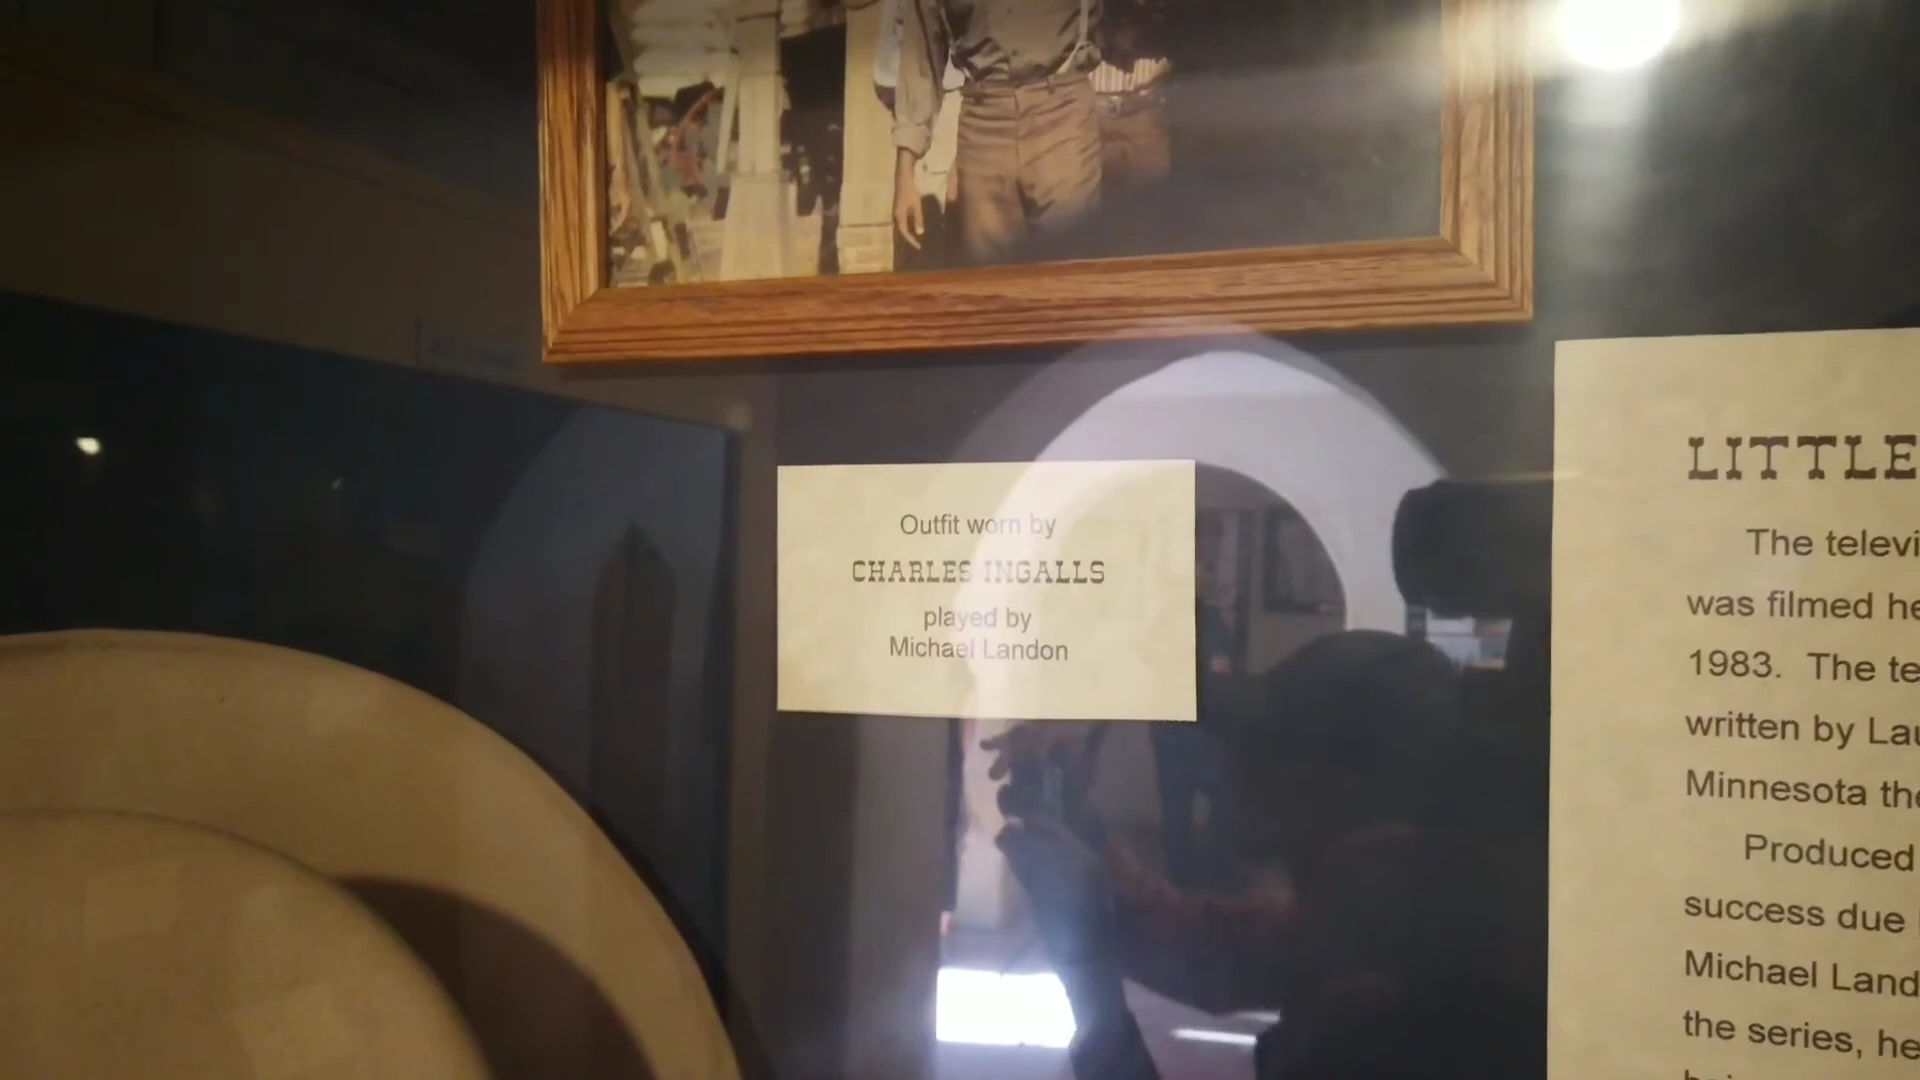 Outfit worn by
CHARLES INGALLS
played by
Michael Landon
LITTLE
The televi
was filmed he
1983. The te
written by Lau
Minnesota the
Produced
success due
Michael Land
the series, he